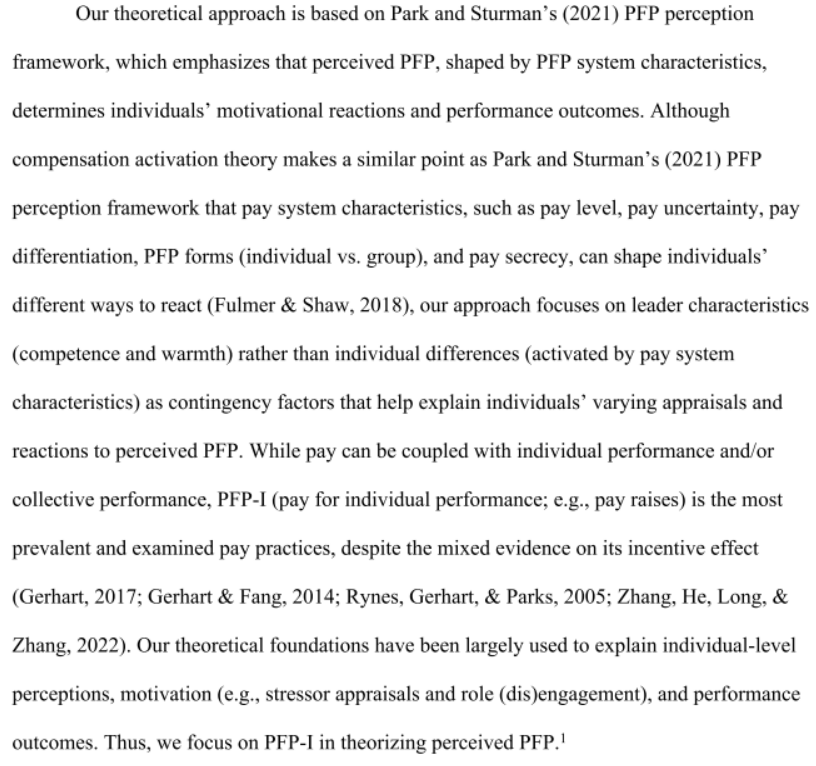 Our theoretical approach is based on Park and Sturman’s (2021) PFP perception
framework, which emphasizes that perceived PFP, shaped by PFP system characteristics,
determines individuals’ motivational reactions and performance outcomes. Although
compensation activation theory makes a similar point as Park and Sturman’s (2021) PFP
perception framework that pay system characteristics, such as pay level, pay uncertainty, pay
differentiation, PFP forms (individual vs. group), and pay secrecy, can shape individuals’
different ways to react (Fulmer & Shaw, 2018), our approach focuses on leader characteristics
(competence and warmth) rather than individual differences (activated by pay system
characteristics) as contingency factors that help explain individuals’ varying appraisals and
reactions to perceived PFP. While pay can be coupled with individual performance and/or
collective performance, PFP-I (pay for individual performance; e.g., pay raises) is the most
prevalent and examined pay practices, despite the mixed evidence on its incentive effect
(Gerhart, 2017; Gerhart & Fang, 2014; Rynes, Gerhart, & Parks, 2005; Zhang, He, Long, &
Zhang, 2022). Our theoretical foundations have been largely used to explain individual-level
perceptions, motivation (e.g., stressor appraisals and role (dis)engagement), and performance
outcomes. Thus, we focus on PFP-I in theorizing perceived PFP.¹